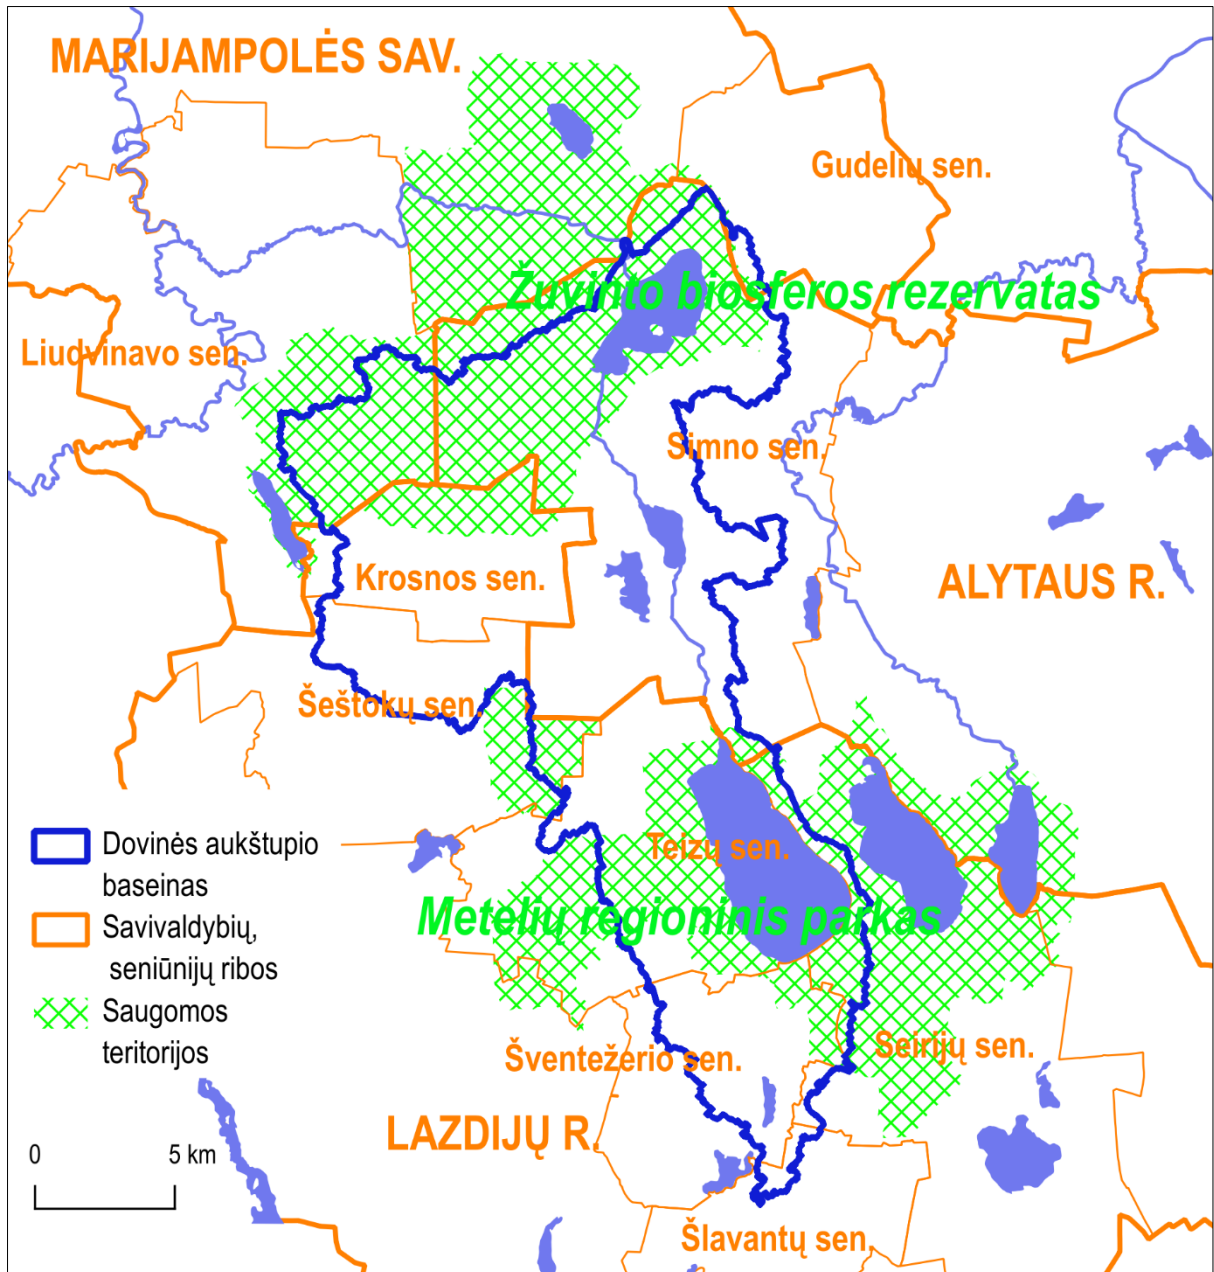 MARIJAMPOLĖS SAV.
Gudelių sen.
Žuvinto biosferos rezervatas
Liudvinavo sen.
Simno sen.
Krosnos sen.
ALYTAUS R.
Šeštokų sen.
Teizų sen.
Metelių regioninis parkas
Seirijų sen.
Šventežerio sen.
LAZDIJŲ R.
Šlavantų sen.
Dovinės aukštupio
baseinas
Savivaldybių,
seniūnijų ribos
Saugomos
teritorijos
0 5 km